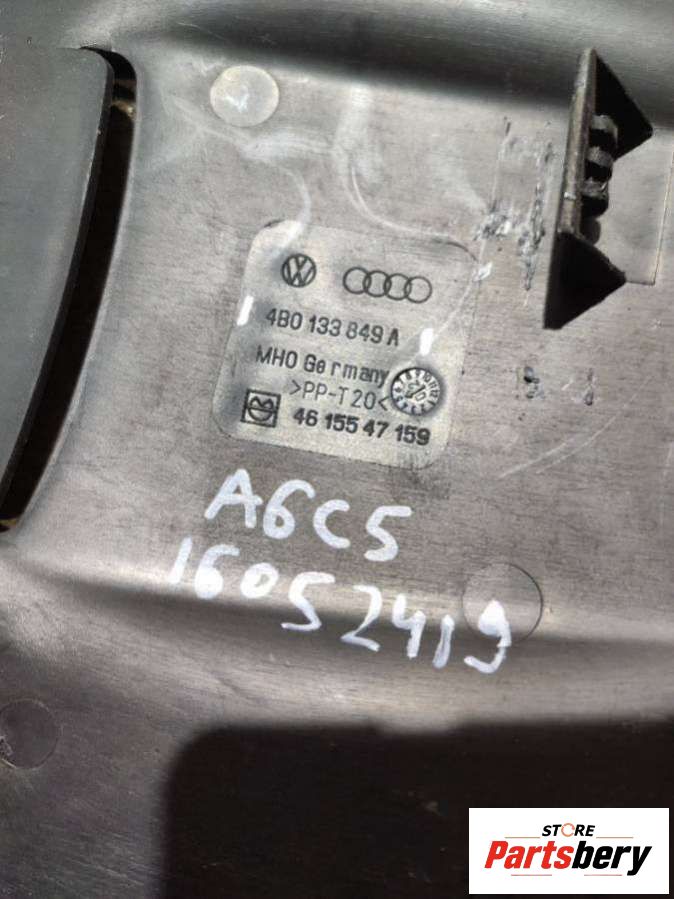 4B0 133 849 A
MHO Germany
>PP-T20<
46 155 47 159
A6C5
16052419
STORE
Partsbery